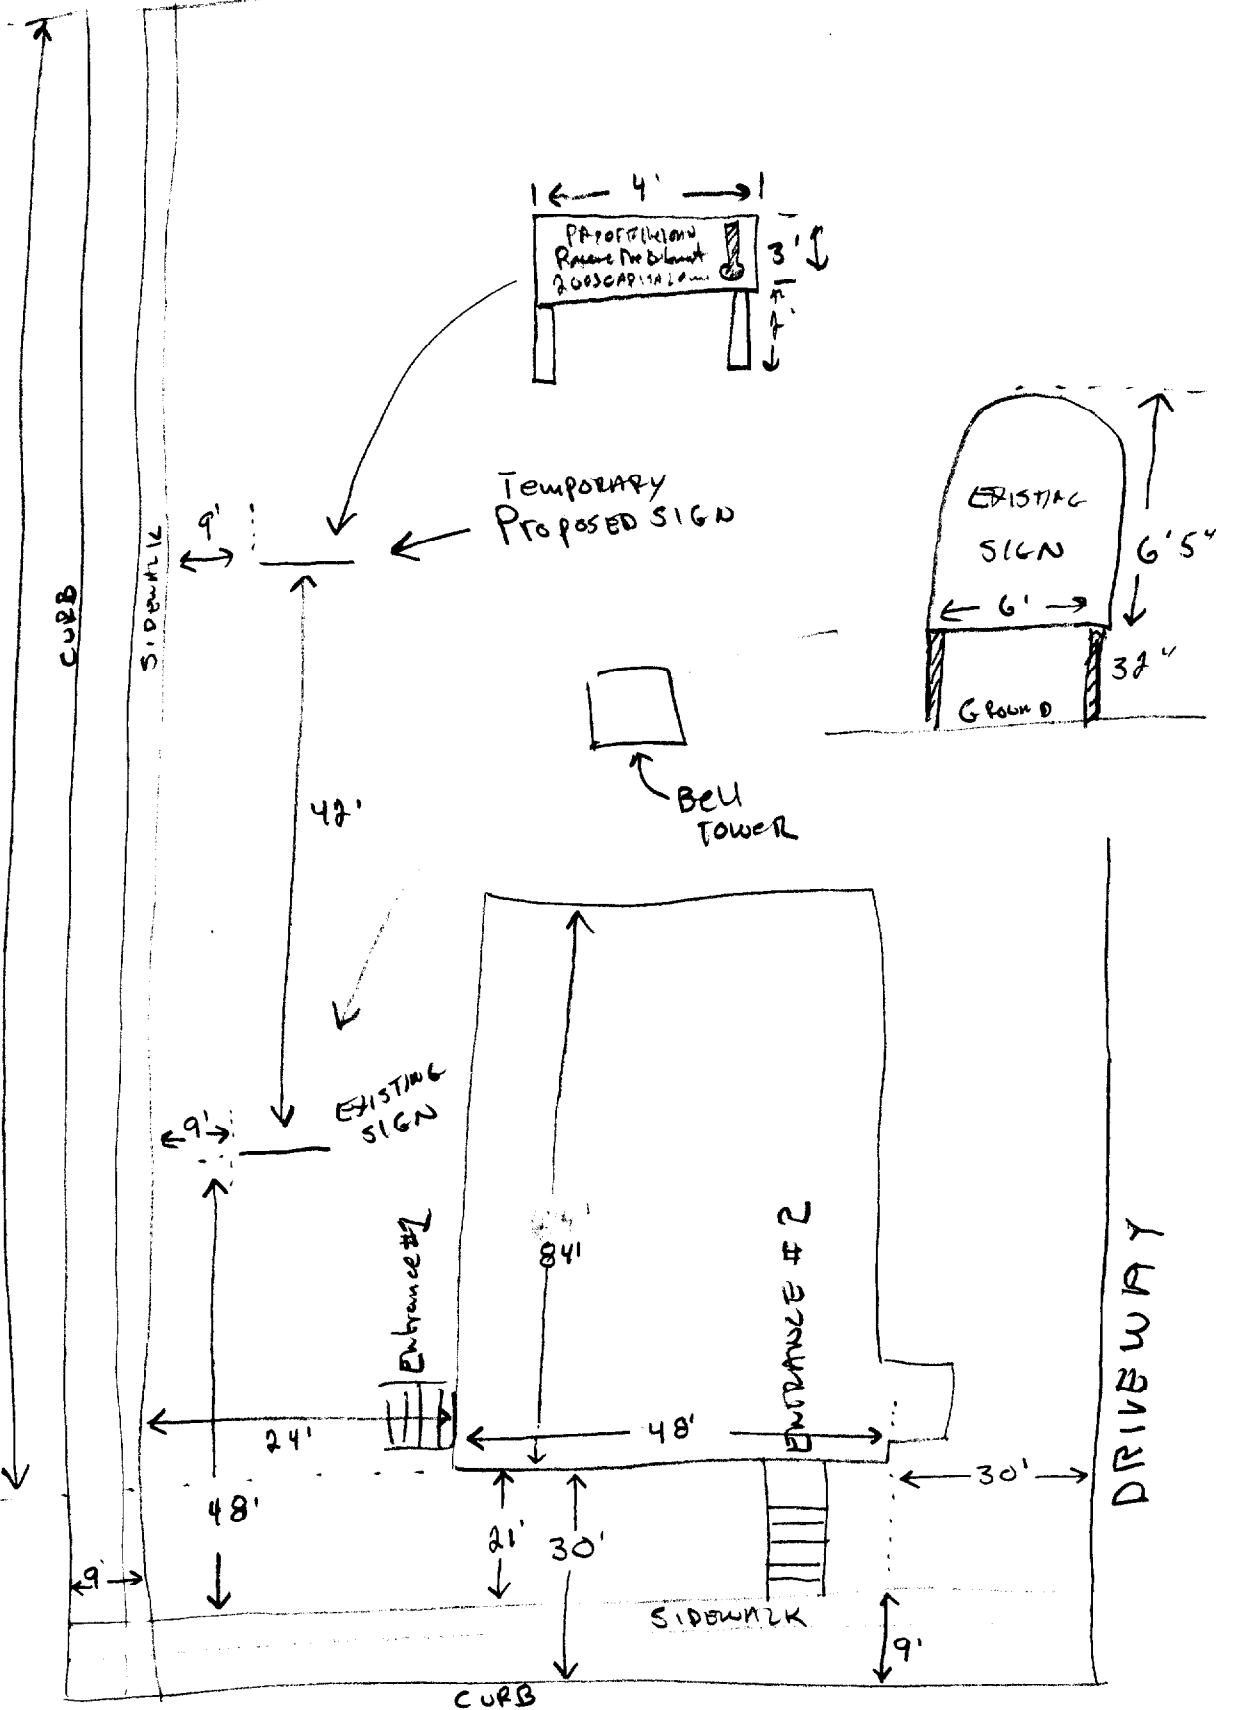 4'
3'
2'
TEMPORARY
PROPOSED SIGN
9'
CURB
SIDEWALK
EXISTING
SIGN
6'5"
6'
32"
GROUND
BELL
TOWER
42'
EXISTING
SIGN
9'
Entrance #1
84'
ENTRANCE #2
DRIVEWAY
24'
48'
30'
48'
21'
30'
9'
SIDEWALK
9'
CURB